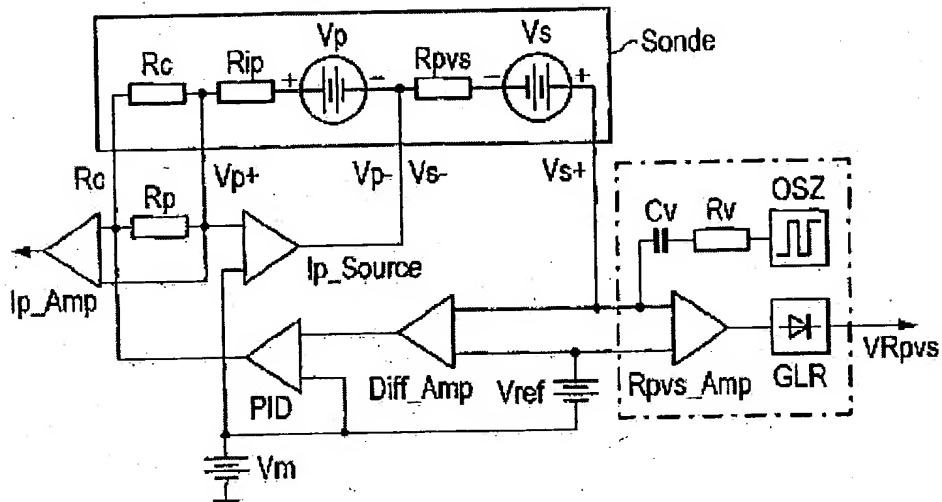 Vp
Vs
Sonde
Rc
Rip
+
-
Rpvs
-
+
Rc
Vp+
Vp-
Vs-
Vs+
Rp
Cv
Rv
OSZ
Ip_Source
Ip_Amp
PID
Diff_Amp
Vref
Rpvs_Amp
GLR
VRpvs
Vm